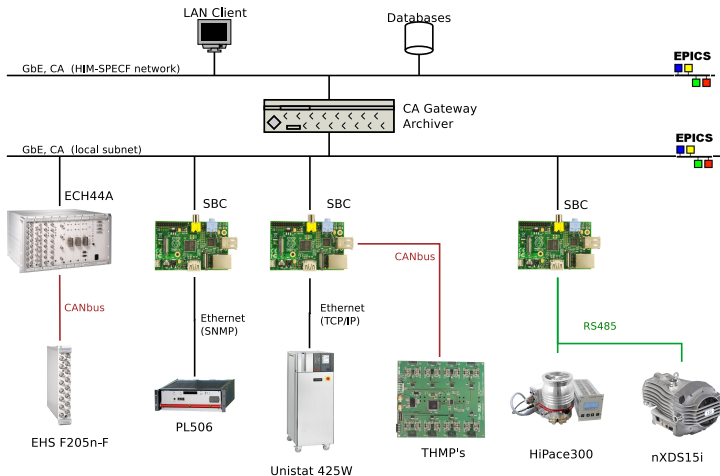 LAN Client
Databases
GbE, CA (HIM-SPECF network)
EPICS
CA Gateway
Archiver
GbE, CA (local subnet)
EPICS
ECH44A
SBC
SBC
SBC
CANbus
CANbus
Ethernet
(SNMP)
Ethernet
(TCP/IP)
RS485
EHS F205n-F
PL506
Unistat 425W
THMP's
HiPace300
nXDS15i